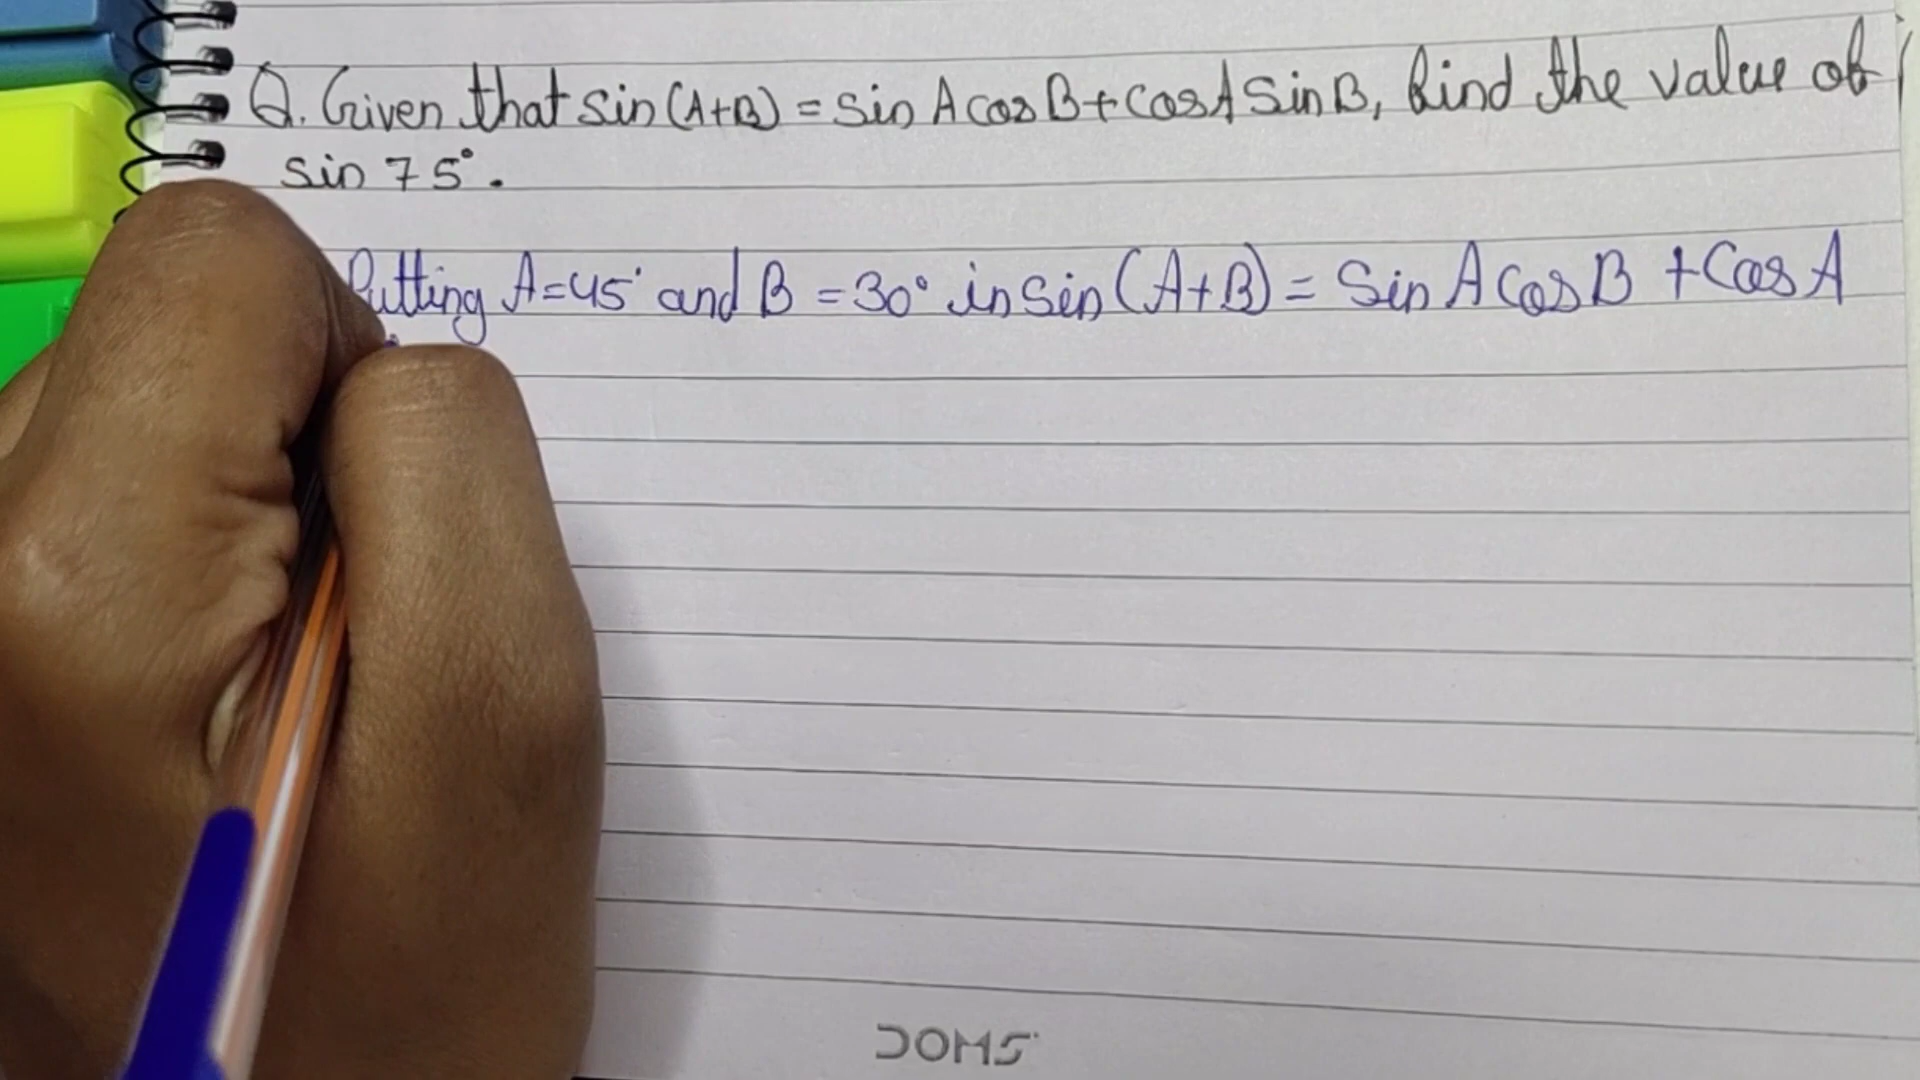 Q. Given that sin(A+B) = sin A cos B + cos A sin B, find the value of
sin 75°.
Putting A=45° and B = 30° in sin (A+B) = Sin A Cos B + Cos A
DOMS